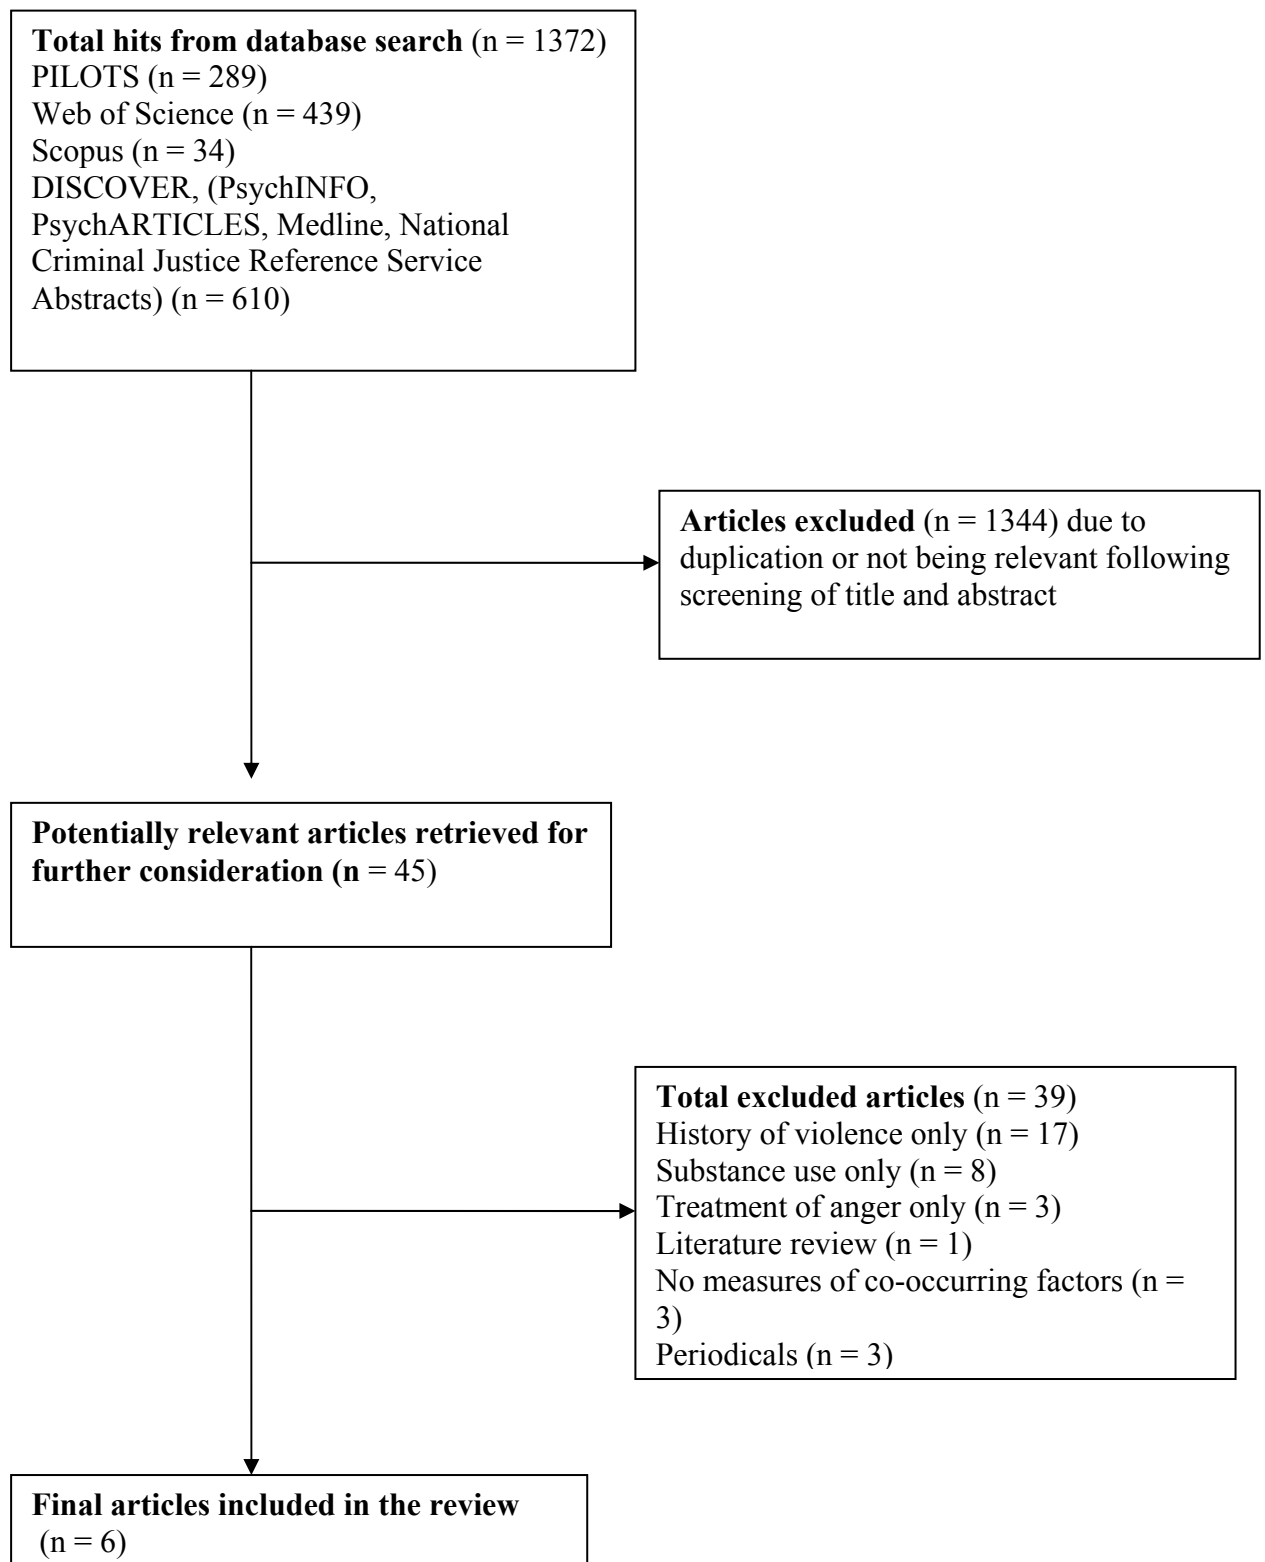 Total hits from database search (n = 1372)
PILOTS (n = 289)
Web of Science (n = 439)
Scopus (n = 34)
DISCOVER, (PsychINFO,
PsychARTICLES, Medline, National
Criminal Justice Reference Service
Abstracts) (n = 610)
Articles excluded (n = 1344) due to
duplication or not being relevant following
screening of title and abstract
Potentially relevant articles retrieved for
further consideration (n = 45)
Total excluded articles (n = 39)
History of violence only (n = 17)
Substance use only (n = 8)
Treatment of anger only (n = 3)
Literature review (n = 1)
No measures of co-occurring factors (n =
3)
Periodicals (n = 3)
Final articles included in the review
(n = 6)